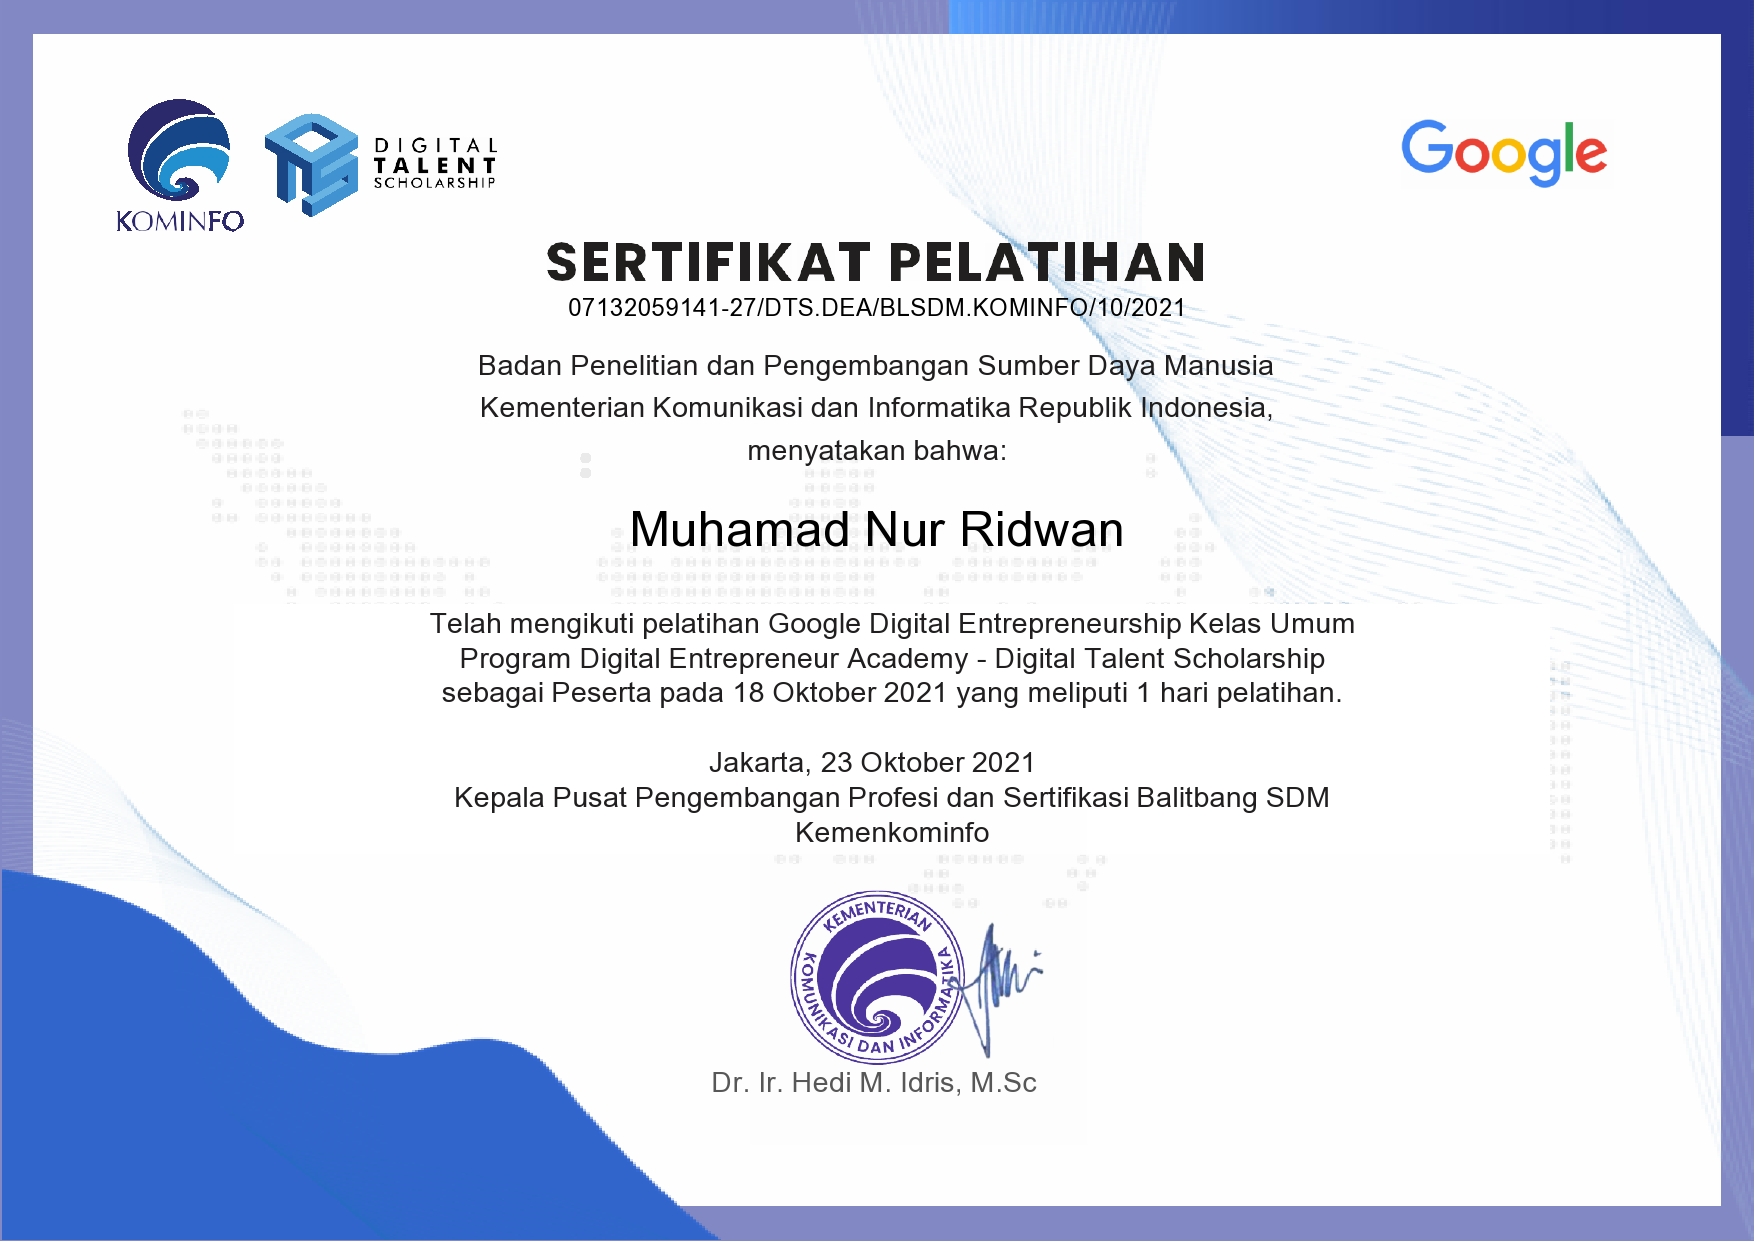 KOMINFO
DIGITAL
TALENT
SCHOLARSHIP
Google
SERTIFIKAT PELATIHAN
07132059141-27/DTS.DEA/BLSDM.KOMINFO/10/2021
Badan Penelitian dan Pengembangan Sumber Daya Manusia
Kementerian Komunikasi dan Informatika Republik Indonesia,
menyatakan bahwa:
Muhamad Nur Ridwan
Telah mengikuti pelatihan Google Digital Entrepreneurship Kelas Umum
Program Digital Entrepreneur Academy - Digital Talent Scholarship
sebagai Peserta pada 18 Oktober 2021 yang meliputi 1 hari pelatihan.
Jakarta, 23 Oktober 2021
Kepala Pusat Pengembangan Profesi dan Sertifikasi Balitbang SDM
Kemenkominfo
KEMENTERIAN
KOMUNIKASI DAN INFORMATIKA
Dr. Ir. Hedi M. Idris, M.Sc